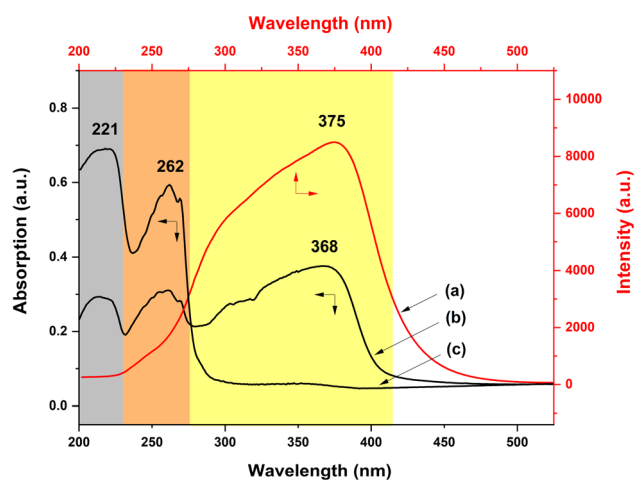 Wavelength (nm)
200 250 300 350 400 450 500
0.8
0.6
0.4
0.2
0.0
Absorption (a.u.)
10000
8000
6000
4000
2000
0
Intensity (a.u.)
221
262
375
368
(a)
(b)
(c)
200 250 300 350 400 450 500
Wavelength (nm)